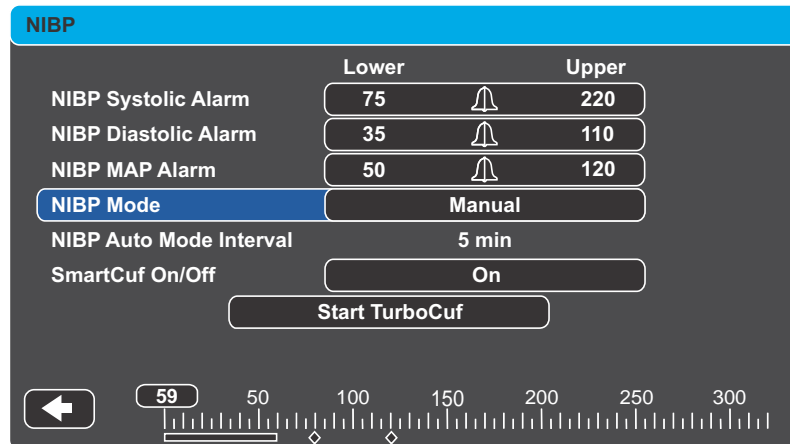 NIBP
Lower Upper
NIBP Systolic Alarm 75 220
NIBP Diastolic Alarm 35 110
NIBP MAP Alarm 50 120
NIBP Mode Manual
NIBP Auto Mode Interval 5 min
SmartCuf On/Off On
Start TurboCuf
59 50 100 150 200 250 300